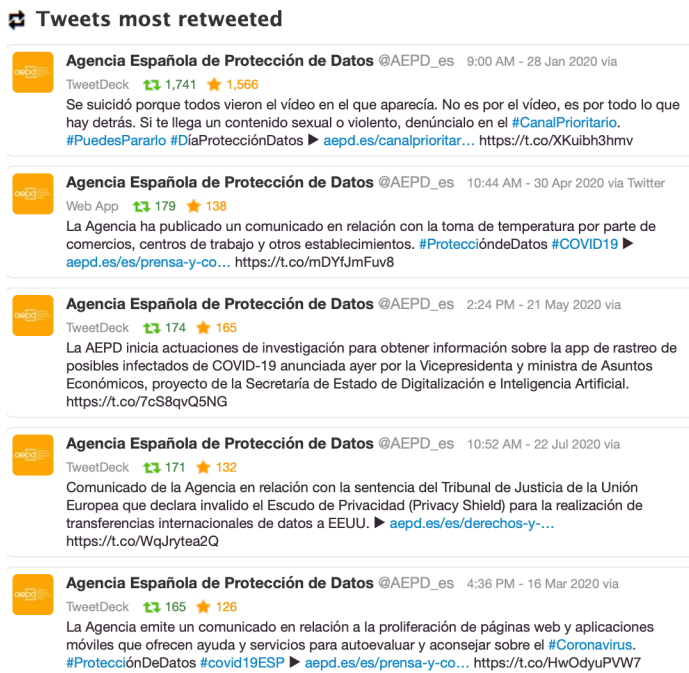 Tweets most retweeted
aepd
Agencia Española de Protección de Datos @AEPD_es 9:00 AM - 28 Jan 2020 via
TweetDeck 1,741 1,566
Se suicidó porque todos vieron el vídeo en el que aparecía. No es por el vídeo, es por todo lo que
hay detrás. Si te llega un contenido sexual o violento, denúncialo en el #CanalPrioritario.
#PuedesPararlo #DíaProtecciónDatos ▶ aepd.es/canalprioritar… https://t.co/XKuibh3hmv
aepd
Agencia Española de Protección de Datos @AEPD_es 10:44 AM - 30 Apr 2020 via Twitter
Web App 179 138
La Agencia ha publicado un comunicado en relación con la toma de temperatura por parte de
comercios, centros de trabajo y otros establecimientos. #ProteccióndeDatos #COVID19 ▶
aepd.es/es/prensa-y-co… https://t.co/mDYfJmFuv8
aepd
Agencia Española de Protección de Datos @AEPD_es 2:24 PM - 21 May 2020 via
TweetDeck 174 165
La AEPD inicia actuaciones de investigación para obtener información sobre la app de rastreo de
posibles infectados de COVID-19 anunciada ayer por la Vicepresidenta y ministra de Asuntos
Económicos, proyecto de la Secretaría de Estado de Digitalización e Inteligencia Artificial.
https://t.co/7cS8qvQ5NG
aepd
Agencia Española de Protección de Datos @AEPD_es 10:52 AM - 22 Jul 2020 via
TweetDeck 171 132
Comunicado de la Agencia en relación con la sentencia del Tribunal de Justicia de la Unión
Europea que declara invalido el Escudo de Privacidad (Privacy Shield) para la realización de
transferencias internacionales de datos a EEUU. ▶ aepd.es/es/derechos-y-…
https://t.co/WqJrytea2Q
aepd
Agencia Española de Protección de Datos @AEPD_es 4:36 PM - 16 Mar 2020 via
TweetDeck 165 126
La Agencia emite un comunicado en relación a la proliferación de páginas web y aplicaciones
móviles que ofrecen ayuda y servicios para autoevaluar y aconsejar sobre el #Coronavirus.
#ProtecciónDeDatos #covid19ESP ▶ aepd.es/es/prensa-y-co… https://t.co/HwOdyuPVW7